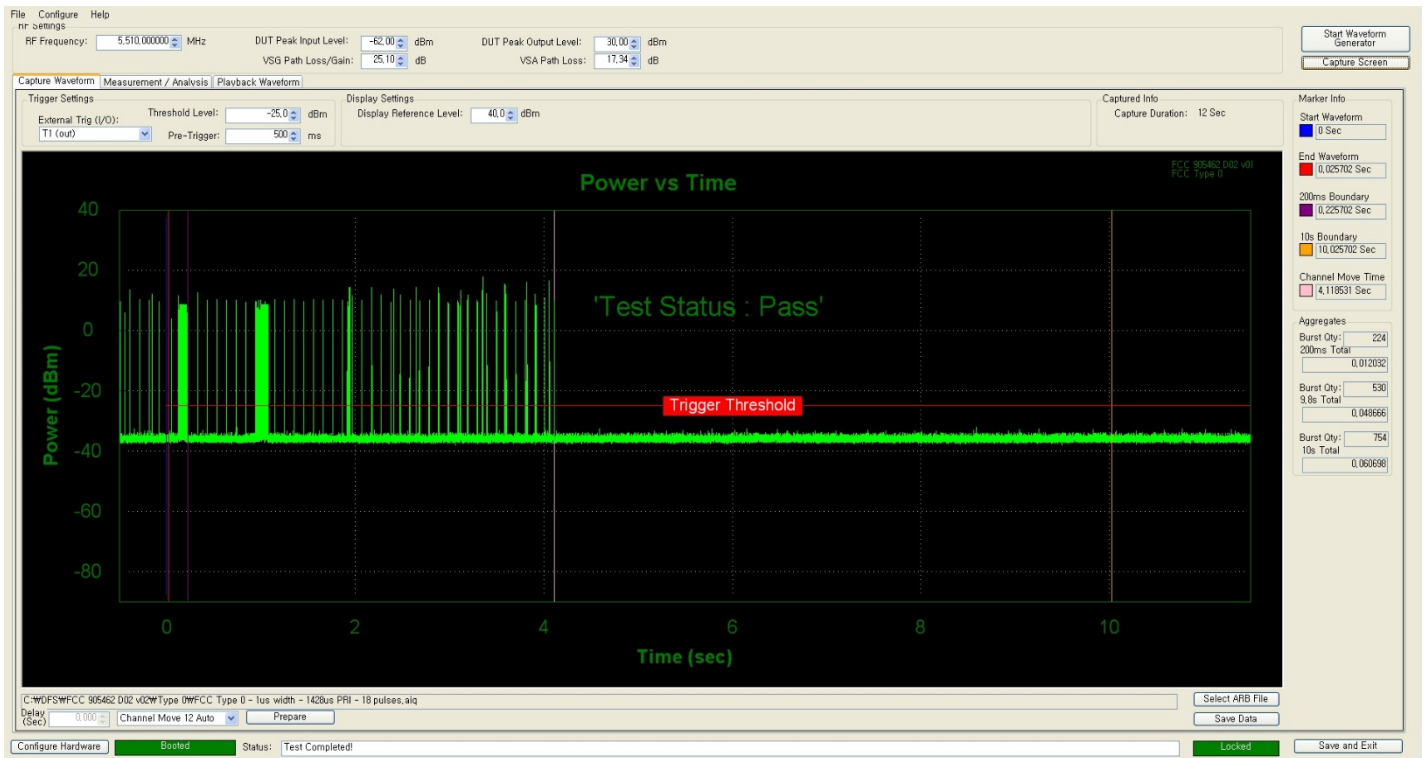 File Configure Help
RF Settings
RF Frequency: 5,510,000000 MHz DUT Peak Input Level: -62,00 dBm DUT Peak Output Level: 30,00 dBm
VSG Path Loss/Gain: 25,10 dB VSA Path Loss: 17,34 dB
Start Waveform
Generator
Capture Screen
Capture Waveform Measurement / Analysis Playback Waveform
Trigger Settings
External Trig (I/O): Threshold Level: -25,0 dBm
T1 (out) Pre-Trigger: 500 ms
Display Settings
Display Reference Level: 40,0 dBm
Captured Info
Capture Duration: 12 Sec
Marker Info
Start Waveform
0 Sec
End Waveform
0,025702 Sec
200ms Boundary
0,225702 Sec
10s Boundary
10,025702 Sec
Channel Move Time
4,118531 Sec
Aggregates
Burst Qty: 224
200ms Total
0,012032
Burst Qty: 530
9,8s Total
0,048666
Burst Qty: 754
10s Total
0,060698
FCC 905462 D02 v01
FCC Type 0
Power vs Time
40
20
0
-20
-40
-60
-80
Power (dBm)
'Test Status : Pass'
Trigger Threshold
0 2 4 6 8 10
Time (sec)
C:₩DFS₩FCC 905462 D02 v02₩Type 0₩FCC Type 0 - 1us width - 1428us PRI - 18 pulses,aiq
Select ARB File
Delay
(Sec) 0,000 Channel Move 12 Auto Prepare
Save Data
Configure Hardware Booted Status: Test Completed! Locked Save and Exit